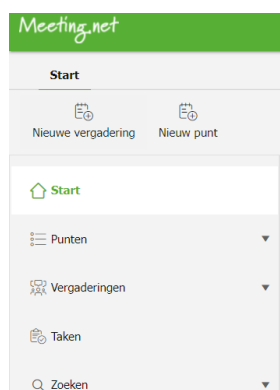 Meeting.net
Start
Nieuwe vergadering Nieuw punt
Start
Punten
Vergaderingen
Taken
Zoeken